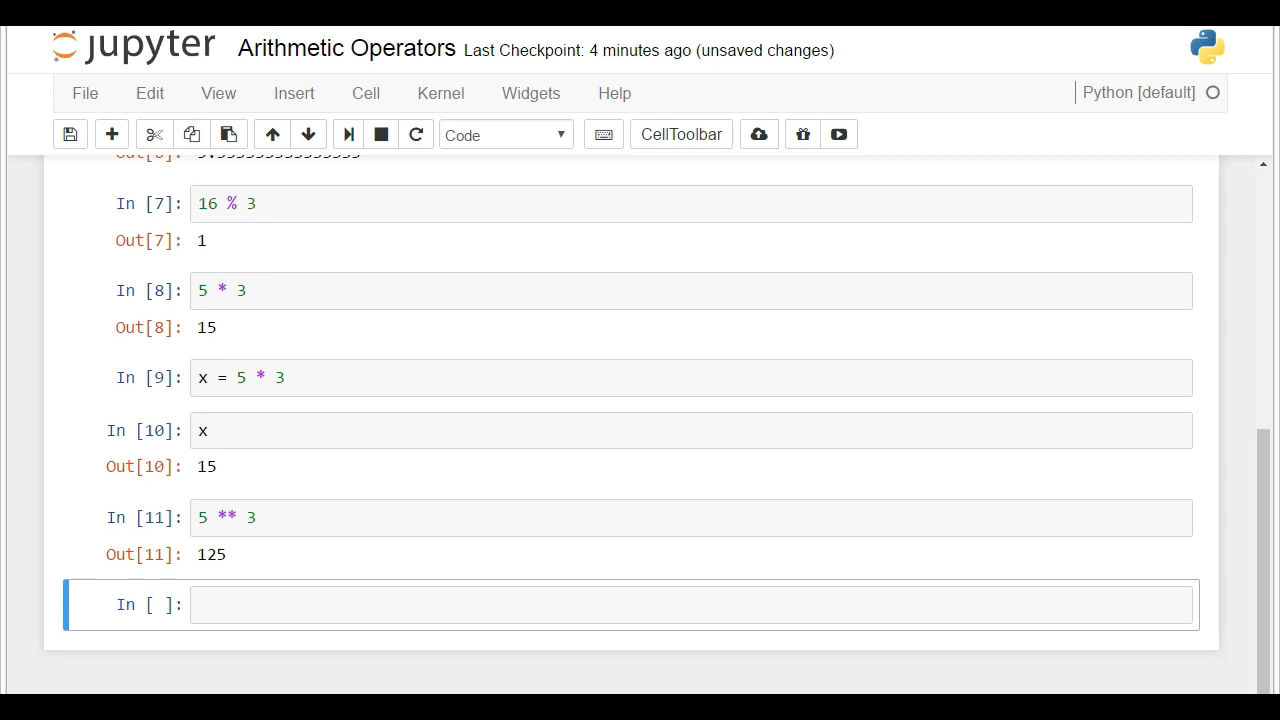 jupyter Arithmetic Operators Last Checkpoint: 4 minutes ago (unsaved changes)
File Edit View Insert Cell Kernel Widgets Help Python [default]
Code CellToolbar
In [7]: 16 % 3
Out[7]: 1
In [8]: 5 * 3
Out[8]: 15
In [9]: x = 5 * 3
In [10]: x
Out[10]: 15
In [11]: 5 ** 3
Out[11]: 125
In [ ]: